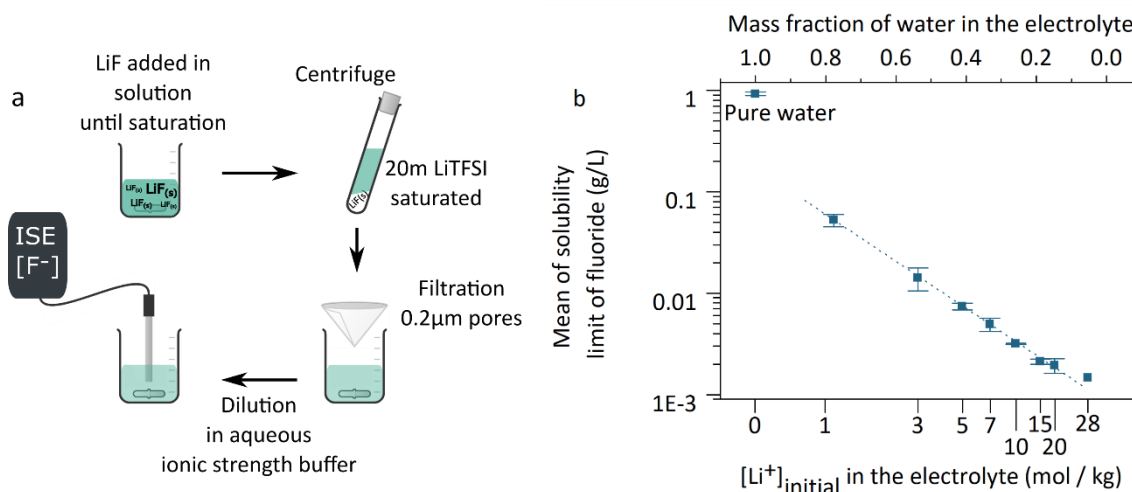 a
LiF added in
solution
until saturation
LiF(s) LiF(s)
LiF(s) LiF(s)
Centrifuge
LiF(s)
20m LiTFSI
saturated
ISE
[F⁻]
Filtration
0.2µm pores
Dilution
in aqueous
ionic strength buffer
b
Mass fraction of water in the electrolyte
1.0 0.8 0.6 0.4 0.2 0.0
Mean of solubility
limit of fluoride (g/L)
1
0.1
0.01
1E-3
Pure water
0 1 3 5 7 15 28
10 20
[Li⁺]initial in the electrolyte (mol / kg)